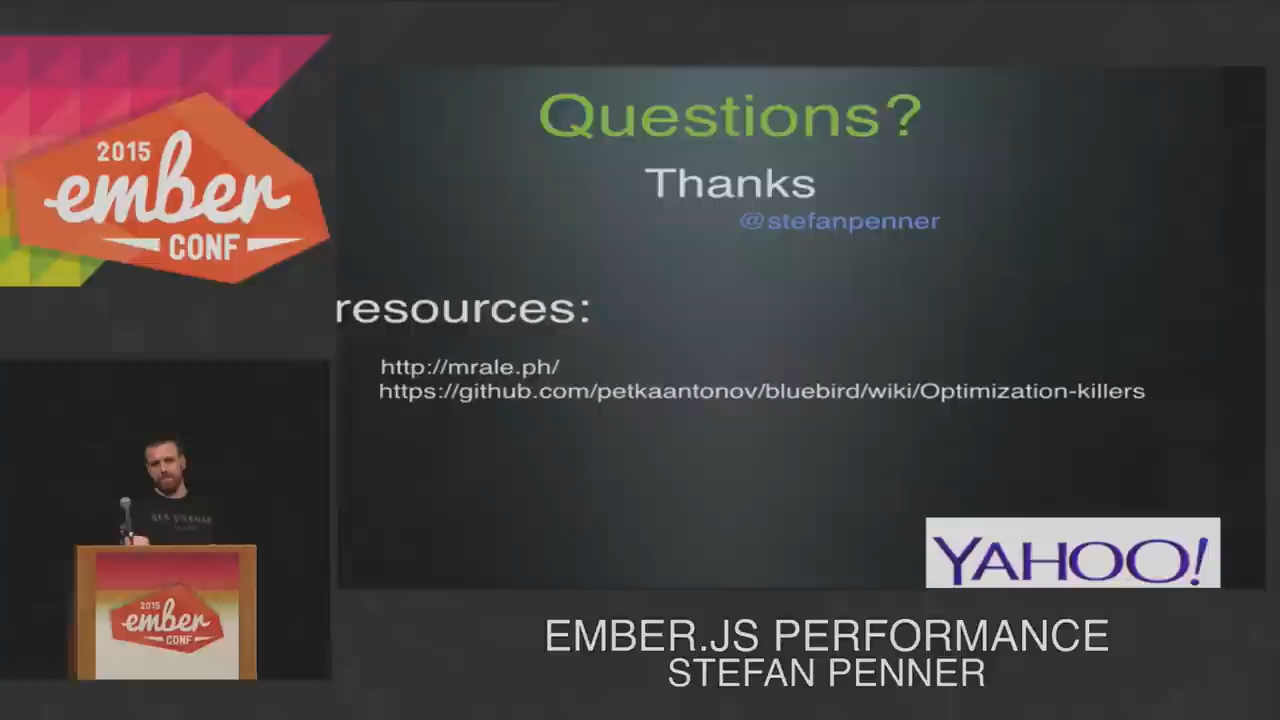 2015
ember
CONF
Questions?
Thanks
@stefanpenner
resources:
http://mrale.ph/
https://github.com/petkaantonov/bluebird/wiki/Optimization-killers
YAHOO!
2015
ember
CONF
EMBER.JS PERFORMANCE
STEFAN PENNER